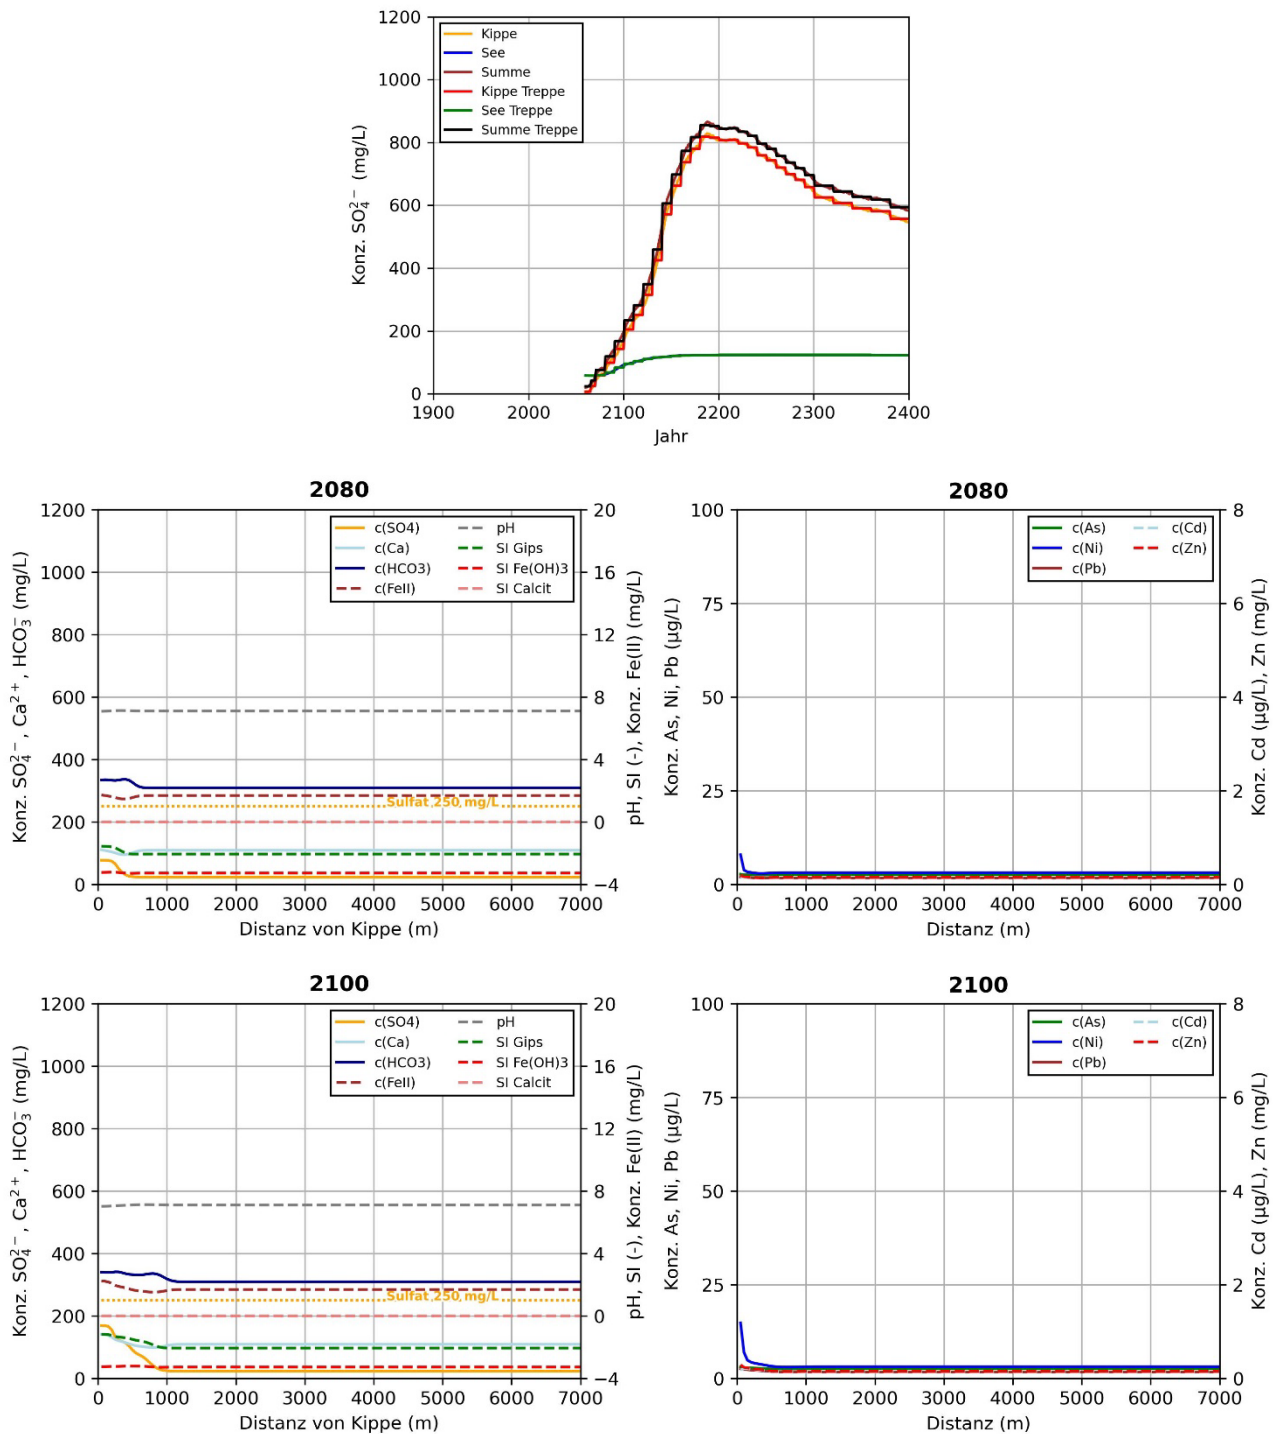 Konz. SO₄²⁻ (mg/L)
1200
1000
800
600
400
200
0
Kippe
See
Summe
Kippe Treppe
See Treppe
Summe Treppe
1900 2000 2100 2200 2300 2400
Jahr
2080
Konz. SO₄²⁻, Ca²⁺, HCO₃⁻ (mg/L)
1200
1000
800
600
400
200
0
c(SO4) pH
c(Ca) SI Gips
c(HCO3) SI Fe(OH)3
c(FeII) SI Calcit
Sulfat 250 mg/L
20
16
12
8
4
0
−4
pH, SI (-), Konz. Fe(II) (mg/L)
0 1000 2000 3000 4000 5000 6000 7000
Distanz von Kippe (m)
2080
Konz. As, Ni, Pb (μg/L)
100
75
50
25
0
c(As) c(Cd)
c(Ni) c(Zn)
c(Pb)
8
6
4
2
0
Konz. Cd (μg/L), Zn (mg/L)
0 1000 2000 3000 4000 5000 6000 7000
Distanz (m)
2100
Konz. SO₄²⁻, Ca²⁺, HCO₃⁻ (mg/L)
1200
1000
800
600
400
200
0
c(SO4) pH
c(Ca) SI Gips
c(HCO3) SI Fe(OH)3
c(FeII) SI Calcit
Sulfat 250 mg/L
20
16
12
8
4
0
−4
pH, SI (-), Konz. Fe(II) (mg/L)
0 1000 2000 3000 4000 5000 6000 7000
Distanz von Kippe (m)
2100
Konz. As, Ni, Pb (μg/L)
100
75
50
25
0
c(As) c(Cd)
c(Ni) c(Zn)
c(Pb)
8
6
4
2
0
Konz. Cd (μg/L), Zn (mg/L)
0 1000 2000 3000 4000 5000 6000 7000
Distanz (m)